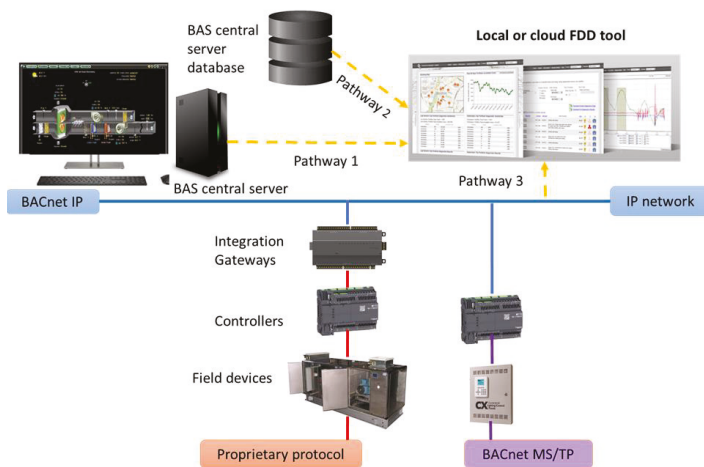 BAS central
server
database
Local or cloud FDD tool
Pathway 2
Pathway 1
BAS central server
Pathway 3
BACnet IP
IP network
Integration
Gateways
Controllers
Field devices
CX
Proprietary protocol
BACnet MS/TP